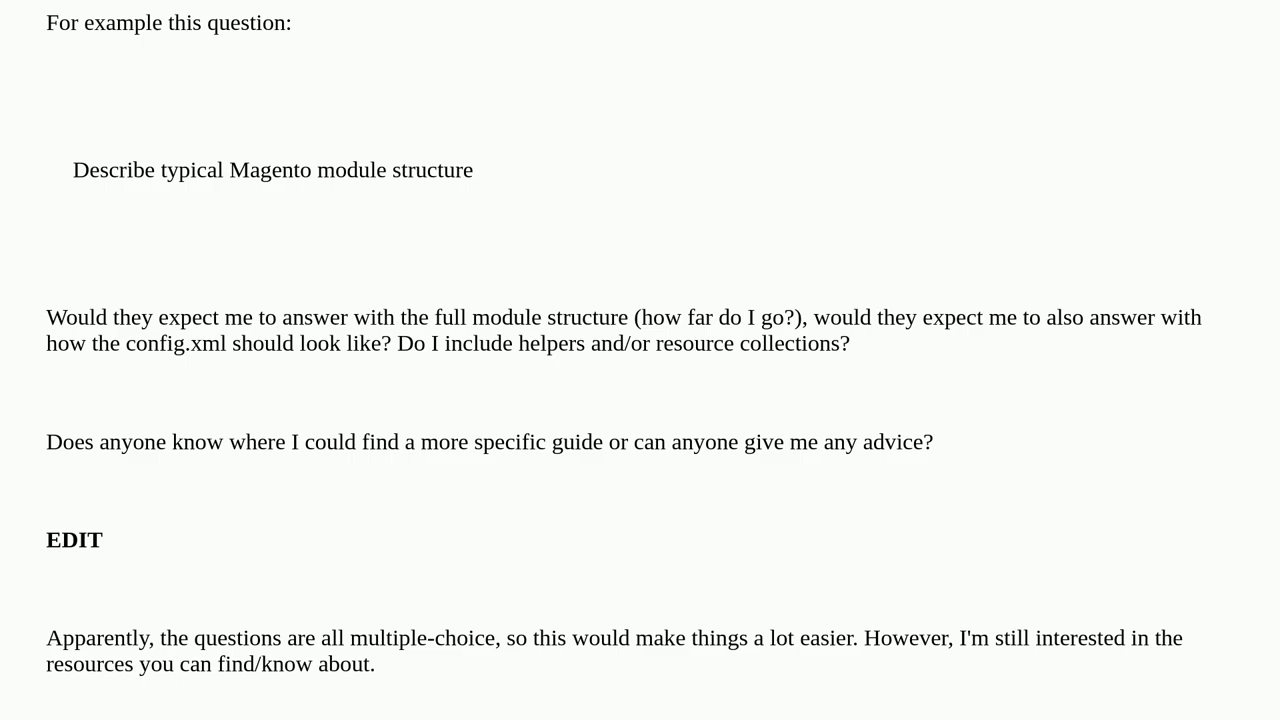 For example this question:
Describe typical Magento module structure
Would they expect me to answer with the full module structure (how far do I go?), would they expect me to also answer with
how the config.xml should look like? Do I include helpers and/or resource collections?
Does anyone know where I could find a more specific guide or can anyone give me any advice?
EDIT
Apparently, the questions are all multiple-choice, so this would make things a lot easier. However, I'm still interested in the
resources you can find/know about.